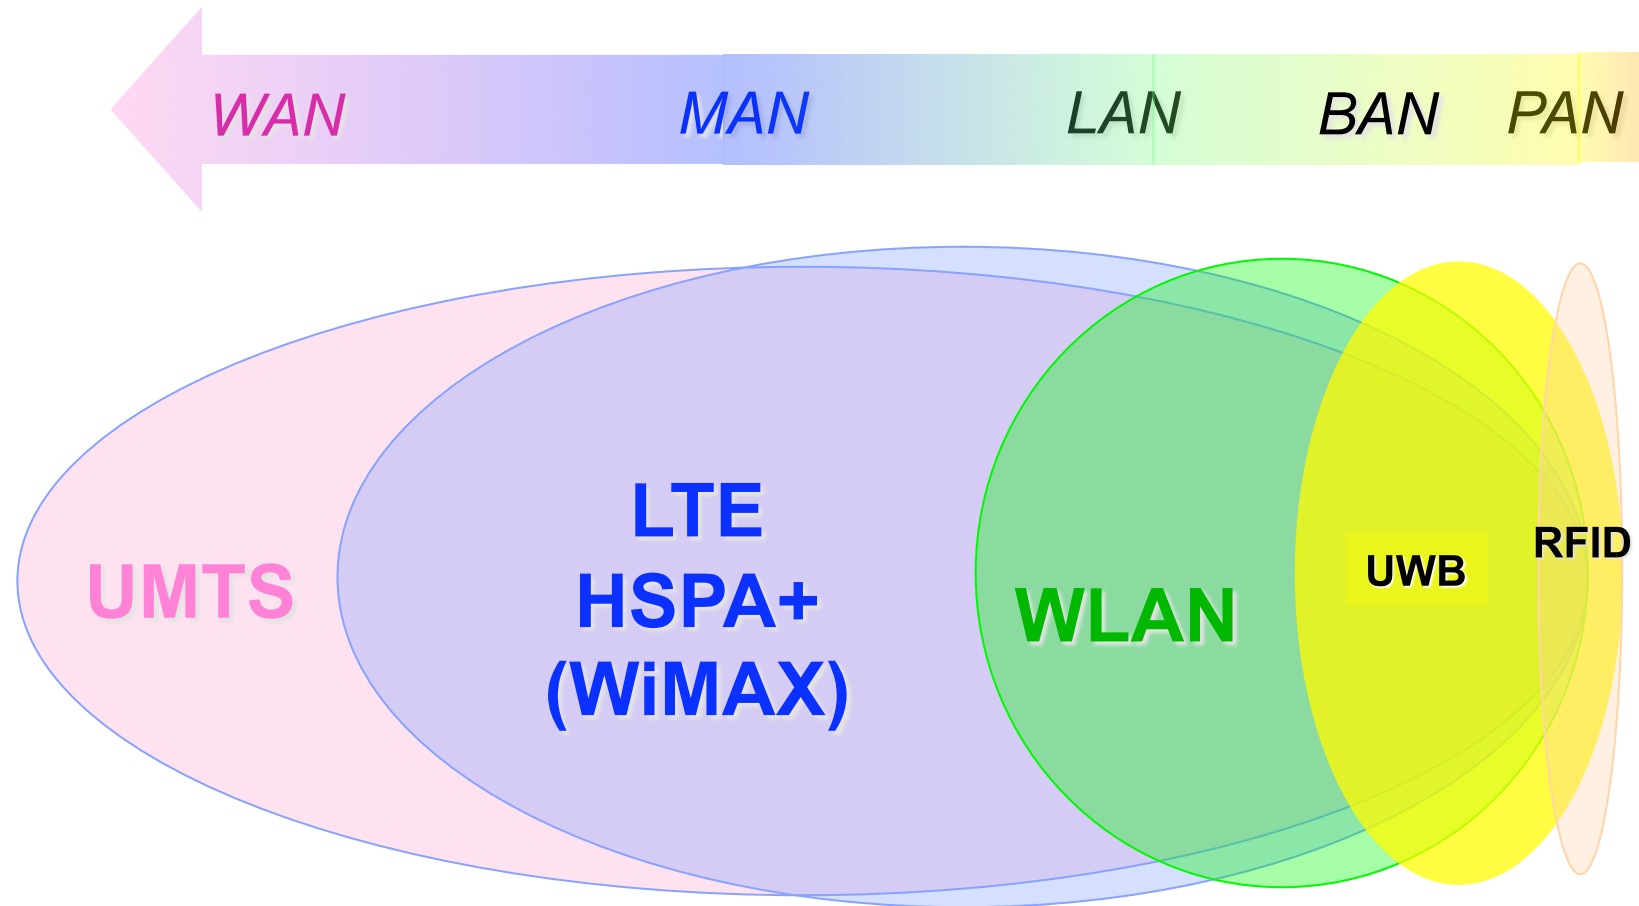 WAN MAN LAN BAN PAN
LTE
HSPA+
(WiMAX)
UMTS
WLAN
UWB
RFID